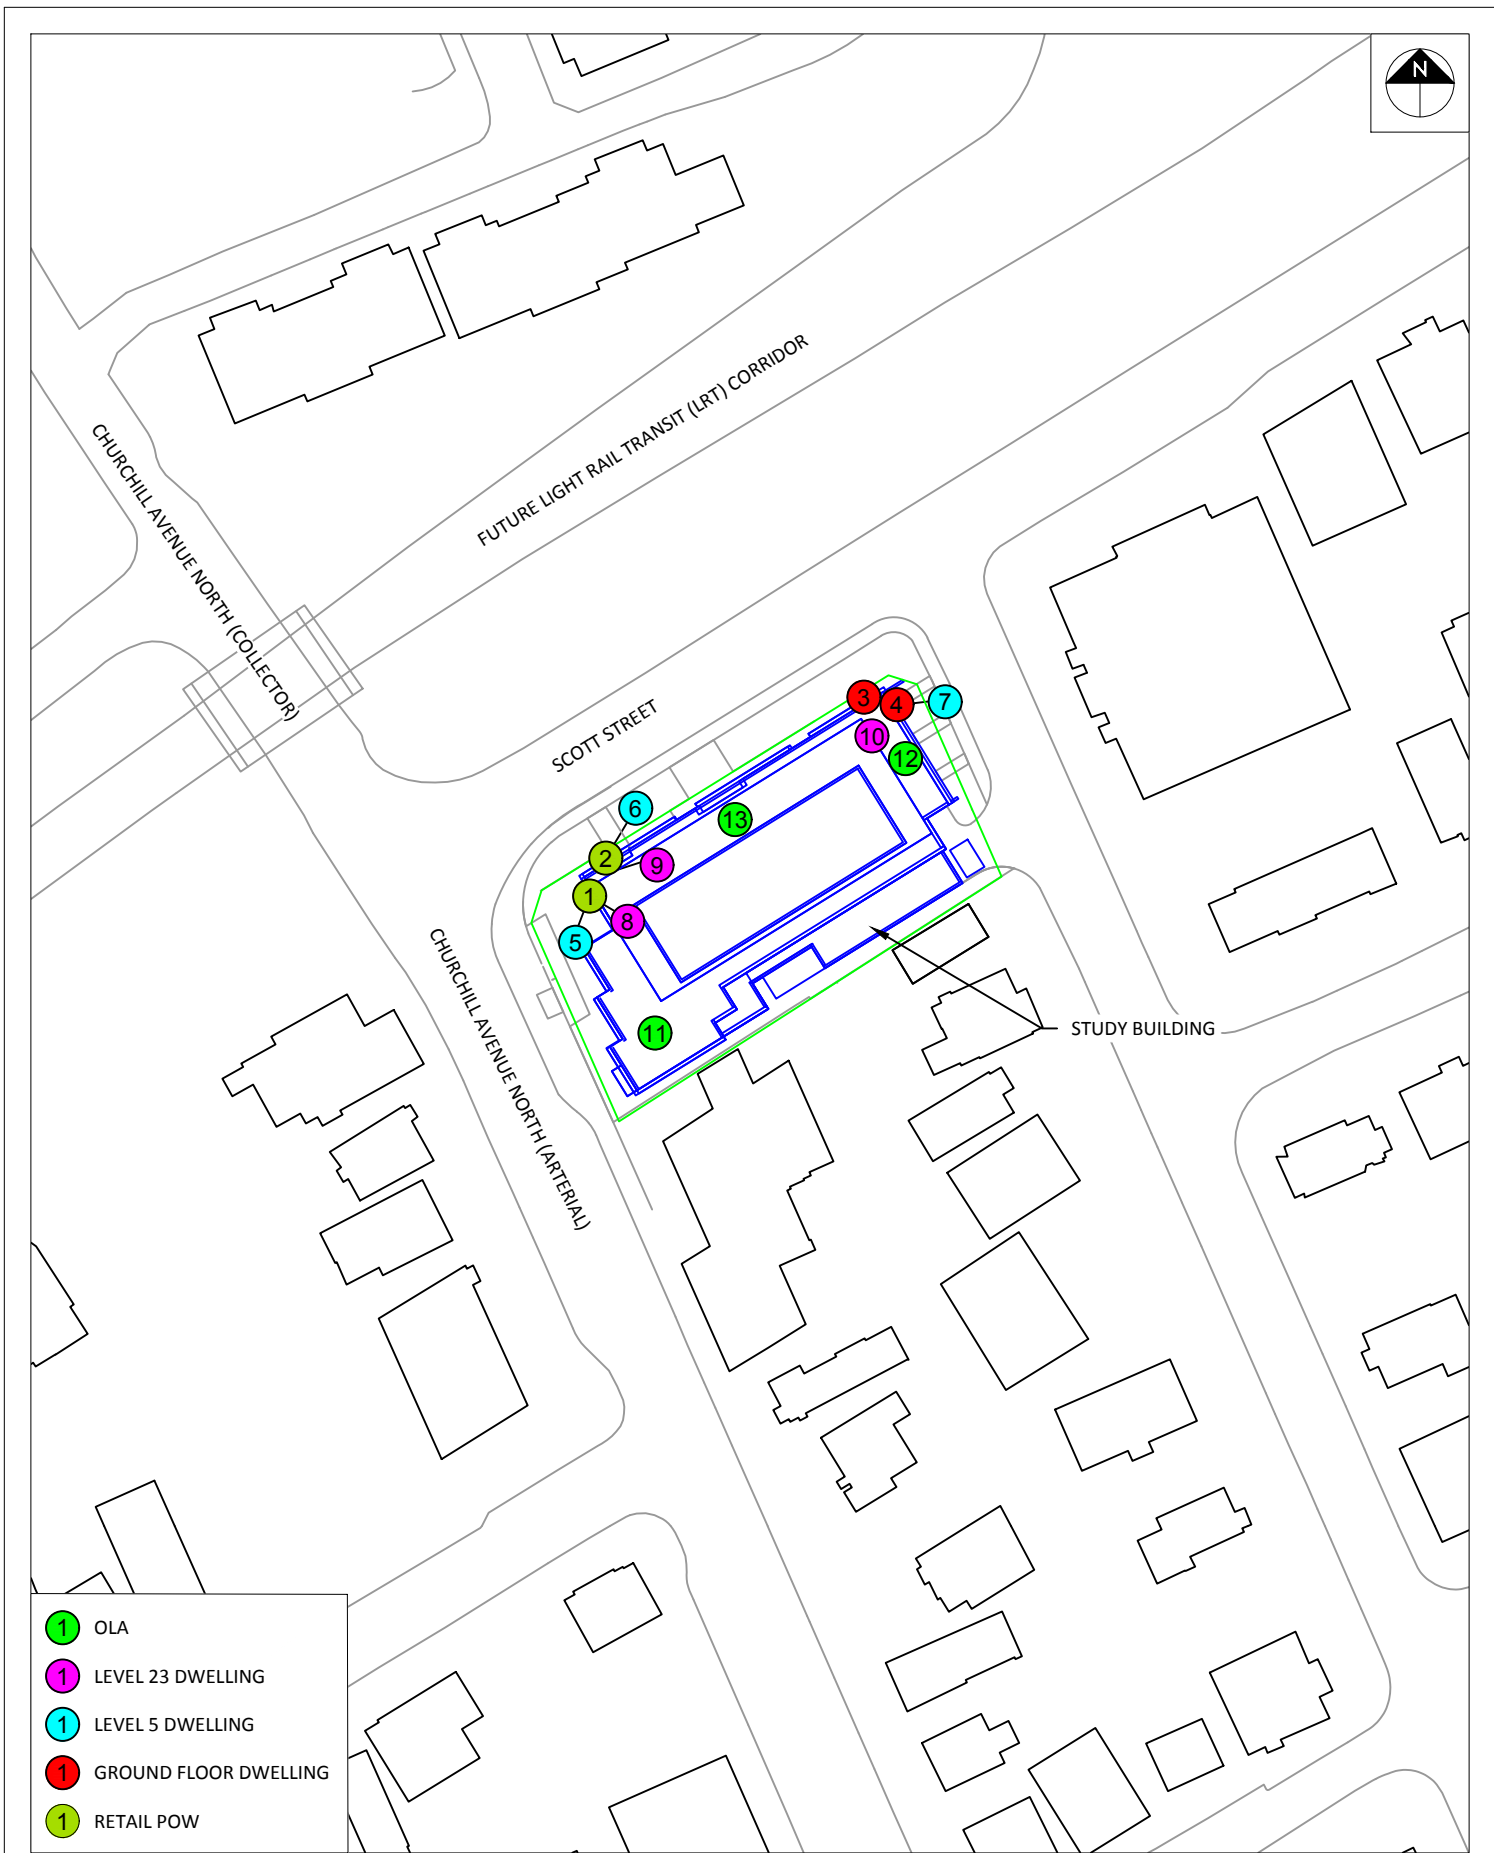 N
FUTURE LIGHT RAIL TRANSIT (LRT) CORRIDOR
CHURCHILL AVENUE NORTH (COLLECTOR)
SCOTT STREET
3
4
7
10
12
6
13
2
9
1
8
5
11
CHURCHILL AVENUE NORTH (ARTERIAL)
STUDY BUILDING
1 OLA
1 LEVEL 23 DWELLING
1 LEVEL 5 DWELLING
1 GROUND FLOOR DWELLING
1 RETAIL POW